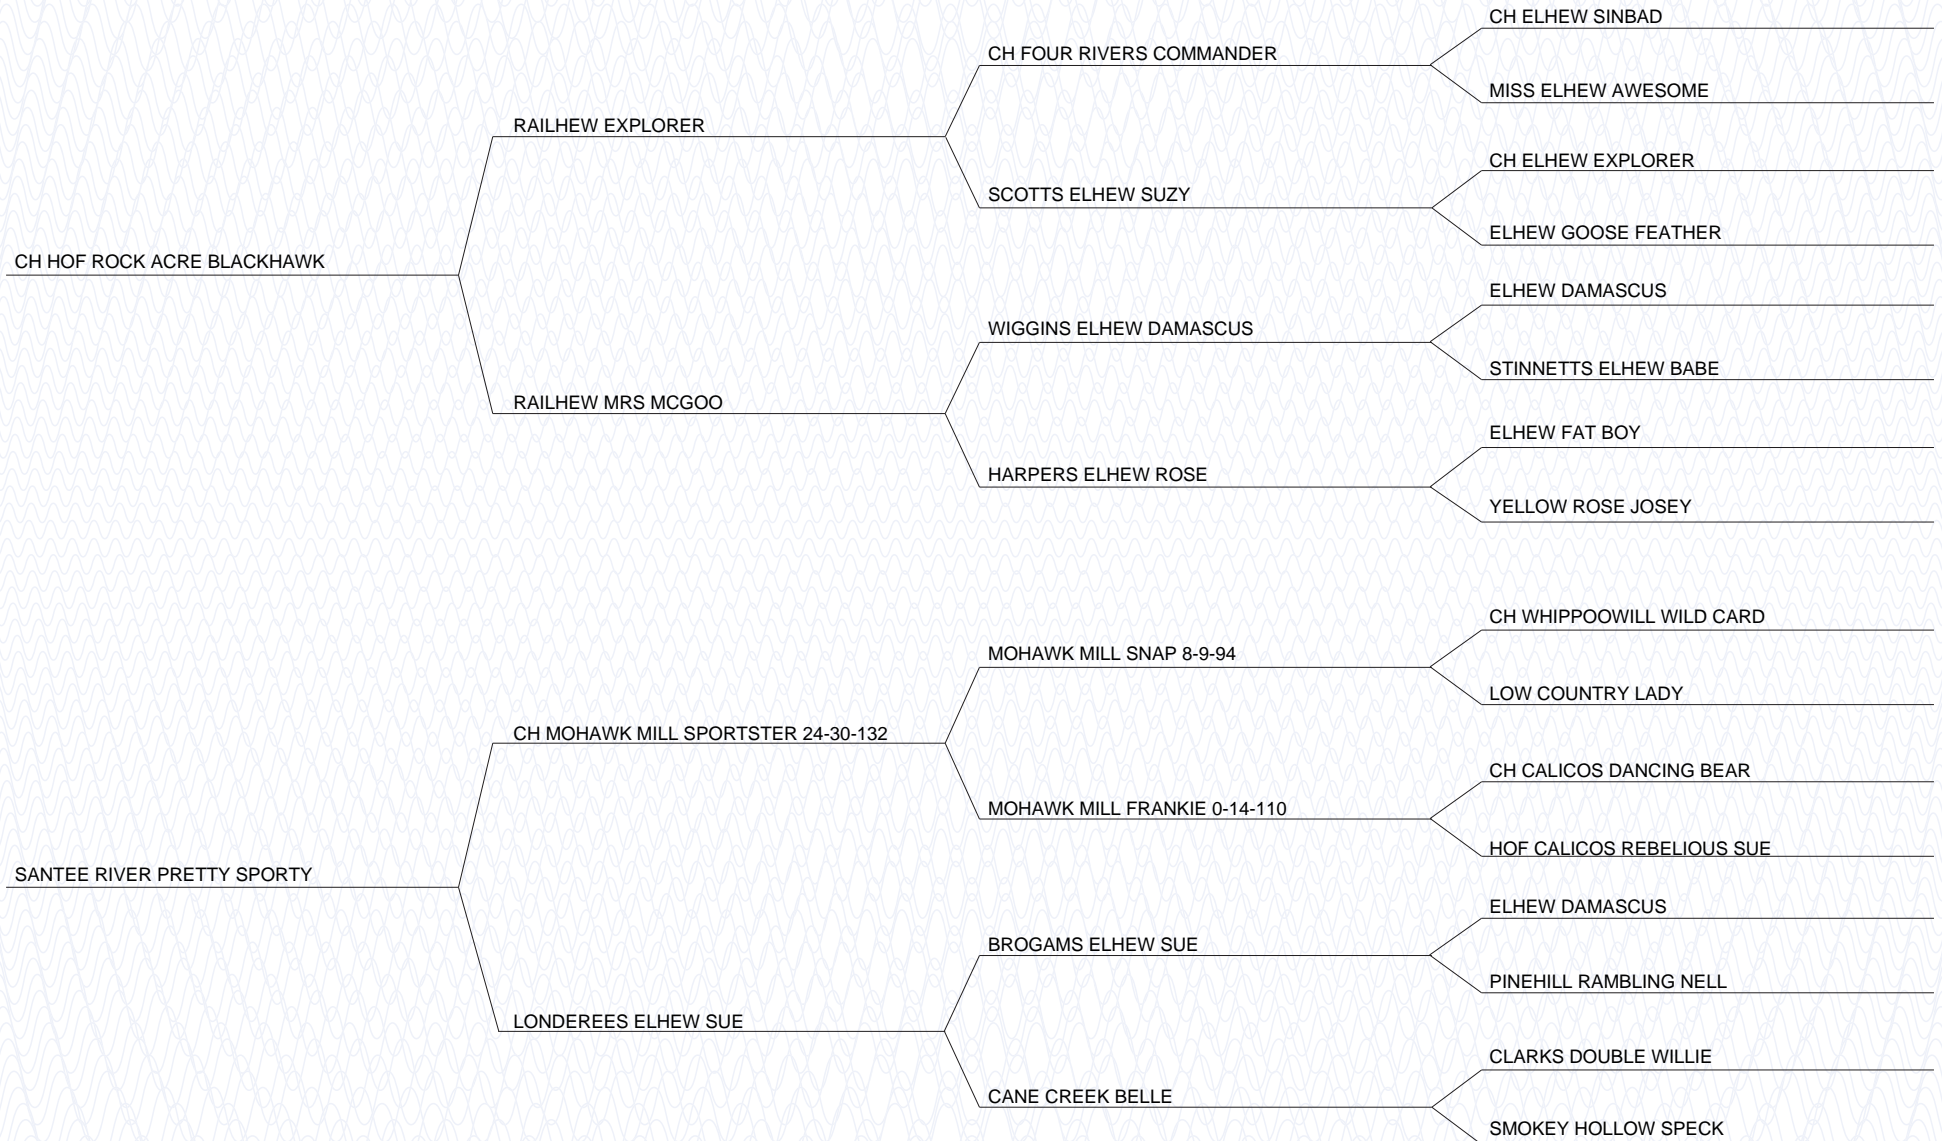 CH ELHEW SINBAD
CH FOUR RIVERS COMMANDER
MISS ELHEW AWESOME
RAILHEW EXPLORER
CH ELHEW EXPLORER
SCOTTS ELHEW SUZY
ELHEW GOOSE FEATHER
CH HOF ROCK ACRE BLACKHAWK
ELHEW DAMASCUS
WIGGINS ELHEW DAMASCUS
STINNETTS ELHEW BABE
RAILHEW MRS MCGOO
ELHEW FAT BOY
HARPERS ELHEW ROSE
YELLOW ROSE JOSEY
CH WHIPPOOWILL WILD CARD
MOHAWK MILL SNAP 8-9-94
LOW COUNTRY LADY
CH MOHAWK MILL SPORTSTER 24-30-132
CH CALICOS DANCING BEAR
MOHAWK MILL FRANKIE 0-14-110
HOF CALICOS REBELIOUS SUE
SANTEE RIVER PRETTY SPORTY
ELHEW DAMASCUS
BROGAMS ELHEW SUE
PINEHILL RAMBLING NELL
LONDEREES ELHEW SUE
CLARKS DOUBLE WILLIE
CANE CREEK BELLE
SMOKEY HOLLOW SPECK